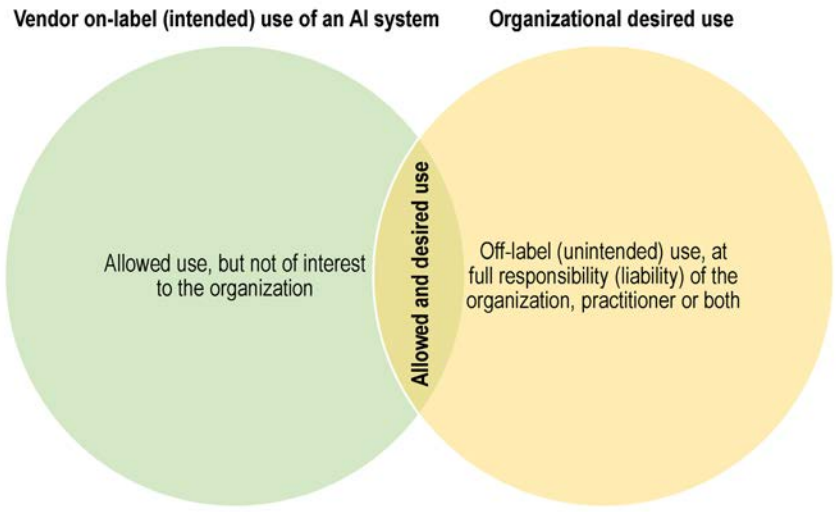 Vendor on-label (intended) use of an AI system
Organizational desired use
Allowed use, but not of interest
to the organization
Allowed and desired use
Off-label (unintended) use, at
full responsibility (liability) of the
organization, practitioner or both